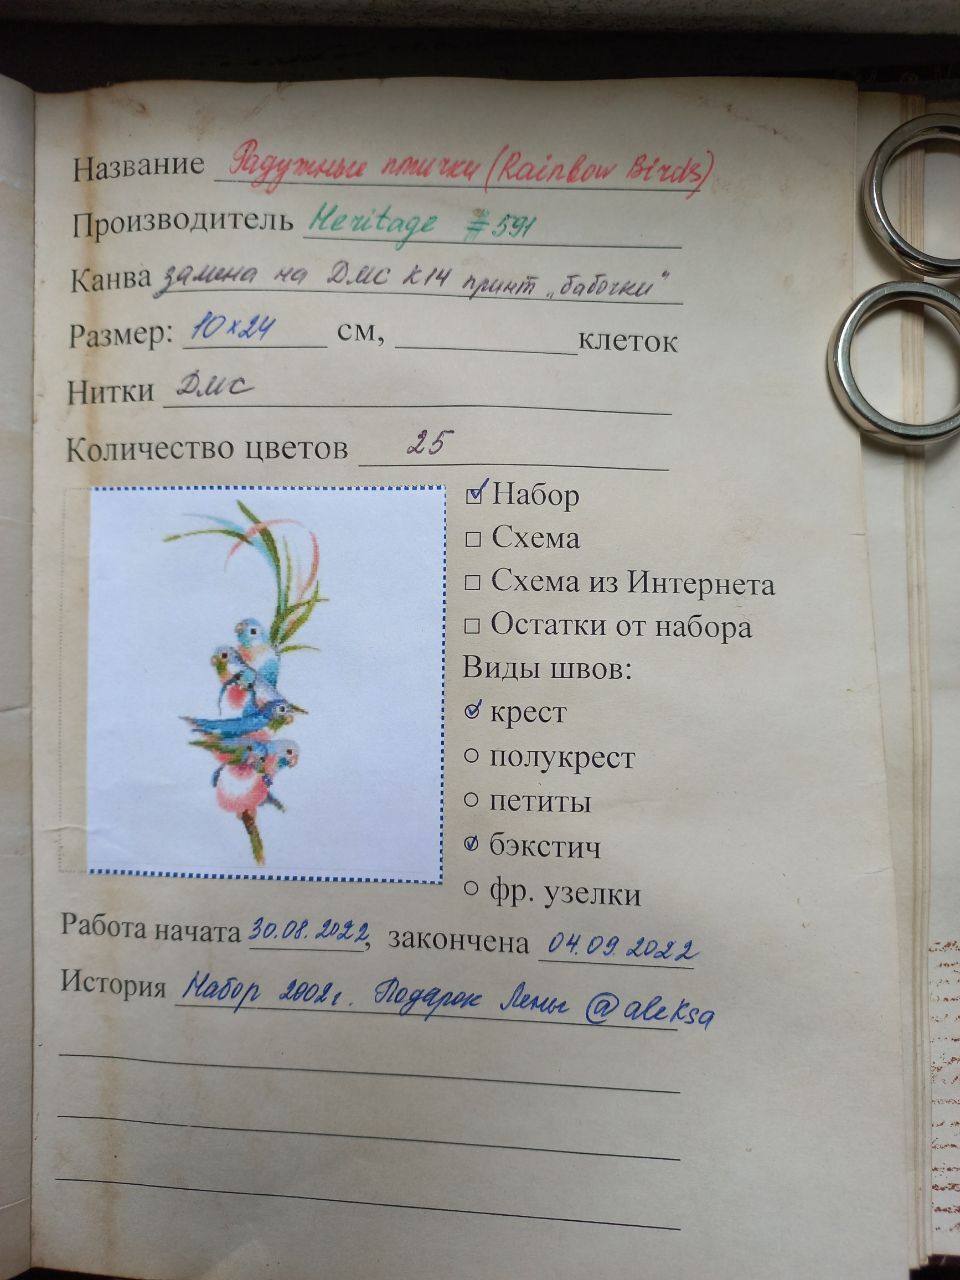 Название Радужные птички (Rainbow Birds)
Производитель Heritage #591
Канва замена на ДМС К14 принт „бабочки"
Размер: 10х24 см, клеток
Нитки ДМС
Количество цветов 25
Набор
Схема
Схема из Интернета
Остатки от набора
Виды швов:
крест
полукрест
петиты
бэкстич
фр. узелки
Работа начата 30.08.2022, закончена 04.09.2022
История Набор 2002г. Подарок Лены @aleksa